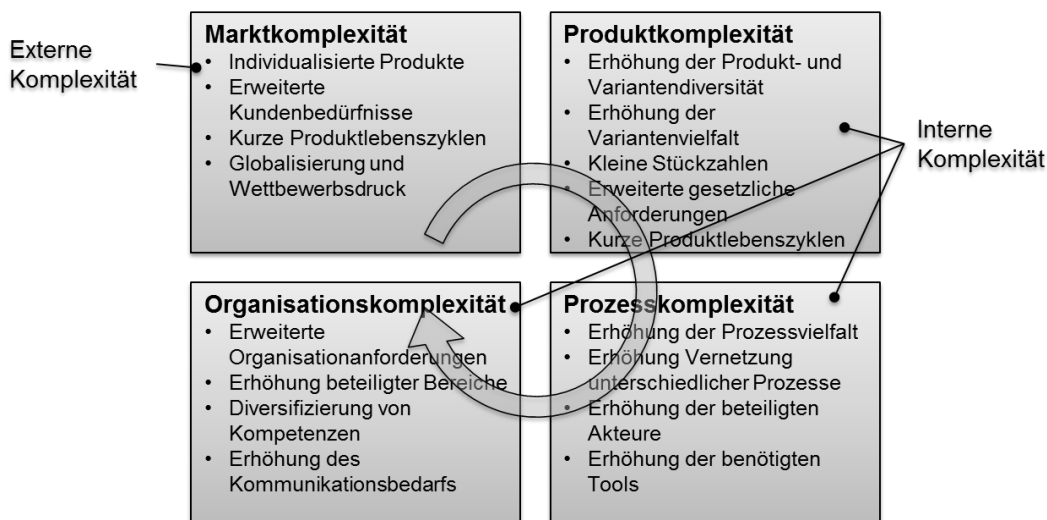 Externe
Komplexität
Marktkomplexität
• Individualisierte Produkte
• Erweiterte
Kundenbedürfnisse
• Kurze Produktlebenszyklen
• Globalisierung und
Wettbewerbsdruck
Produktkomplexität
• Erhöhung der Produkt- und
Variantendiversität
• Erhöhung der
Variantenvielfalt
• Kleine Stückzahlen
• Erweiterte gesetzliche
Anforderungen
• Kurze Produktlebenszyklen
Interne
Komplexität
Organisationskomplexität
• Erweiterte
Organisationanforderungen
• Erhöhung beteiligter Bereiche
• Diversifizierung von
Kompetenzen
• Erhöhung des
Kommunikationsbedarfs
Prozesskomplexität
• Erhöhung der Prozessvielfalt
• Erhöhung Vernetzung
unterschiedlicher Prozesse
• Erhöhung der beteiligten
Akteure
• Erhöhung der benötigten
Tools